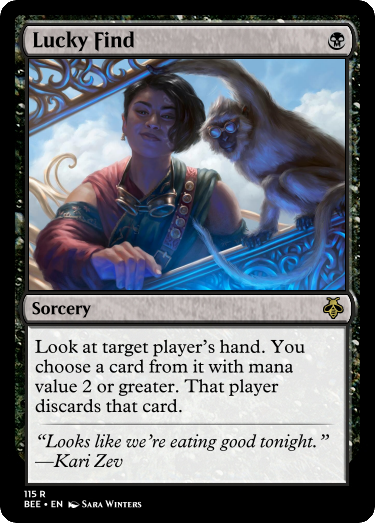 Lucky Find
Sorcery
Look at target player's hand. You
choose a card from it with mana
value 2 or greater. That player
discards that card.
"Looks like we're eating good tonight."
—Kari Zev
115 R
BEE • EN Sara Winters